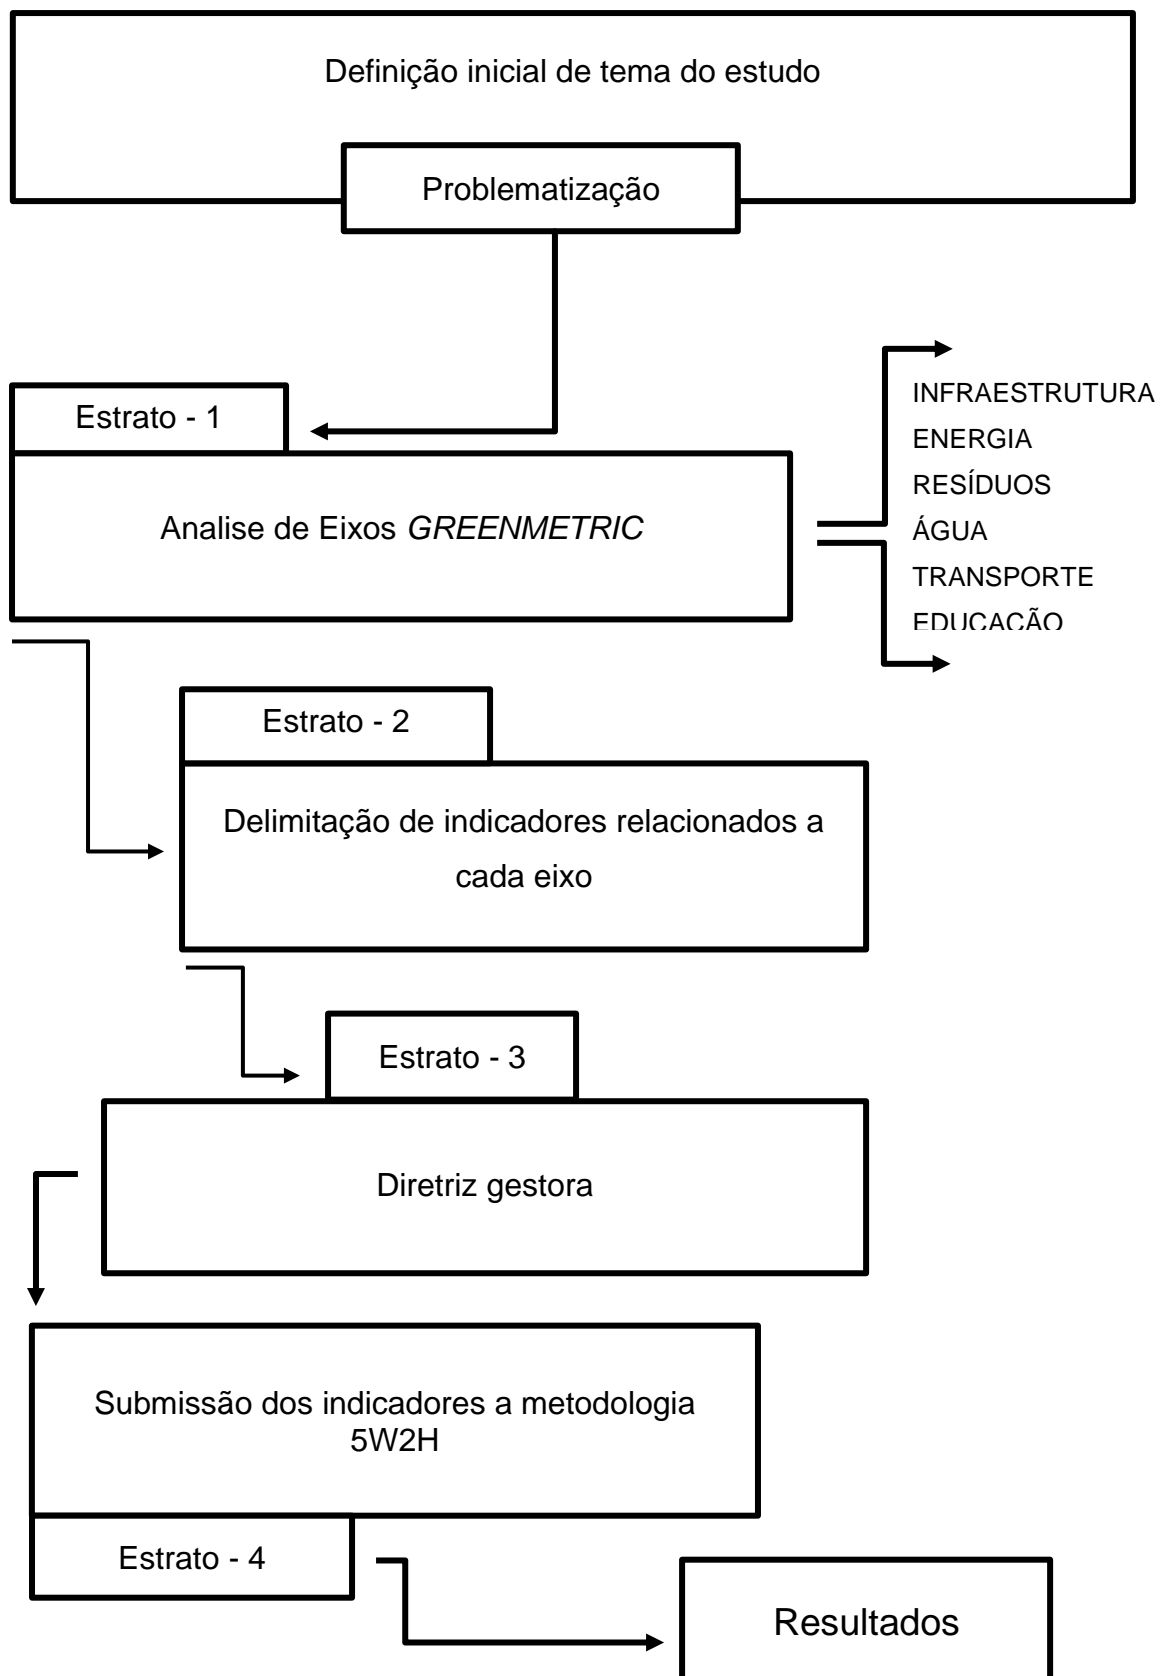 Definição inicial de tema do estudo
Problematização
Estrato - 1
Analise de Eixos GREENMETRIC
INFRAESTRUTURA
ENERGIA
RESÍDUOS
ÁGUA
TRANSPORTE
EDUCAÇÃO
Estrato - 2
Delimitação de indicadores relacionados a
cada eixo
Estrato - 3
Diretriz gestora
Submissão dos indicadores a metodologia
5W2H
Estrato - 4
Resultados